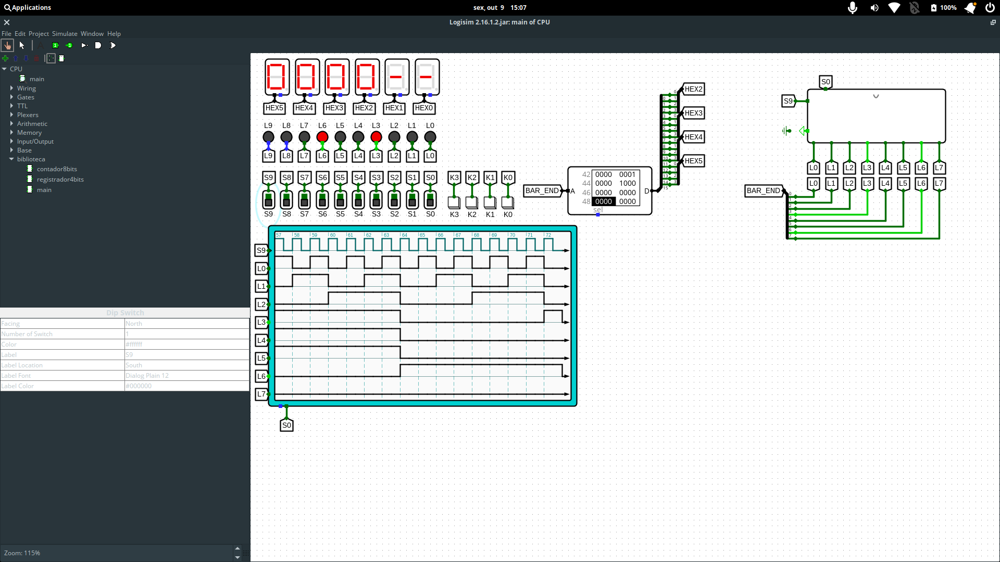 Applications
sex, out 9 15:07
100%
Logisim 2.16.1.2.jar: main of CPU
File Edit Project Simulate Window Help
CPU
main
Wiring
Gates
TTL
Plexers
Arithmetic
Memory
Input/Output
Base
biblioteca
contador8bits
registrador4bits
main
Dip Switch
Facing North
Number of Switch 1
Color #ffffff
Label S9
Label Location South
Label Font Dialog Plain 12
Label Color #000000
Zoom: 115%
HEX5 HEX4 HEX3 HEX2 HEX1 HEX0
L9 L8 L7 L6 L5 L4 L3 L2 L1 L0
L9 L8 L7 L6 L5 L4 L3 L2 L1 L0
S9 S8 S7 S6 S5 S4 S3 S2 S1 S0 K3 K2 K1 K0
S9 S8 S7 S6 S5 S4 S3 S2 S1 S0 K3 K2 K1 K0
57 58 59 60 61 62 63 64 65 66 67 68 69 70 71 72
S9
L0
L1
L2
L3
L4
L5
L6
L7
S0
BAR_END A
42 0000 0001
44 0000 1000
46 0000 0000
48 0000 0000
sel
D
HEX2
HEX3
HEX4
HEX5
S0
S9
L0 L1 L2 L3 L4 L5 L6 L7
L0 L1 L2 L3 L4 L5 L6 L7
BAR_END